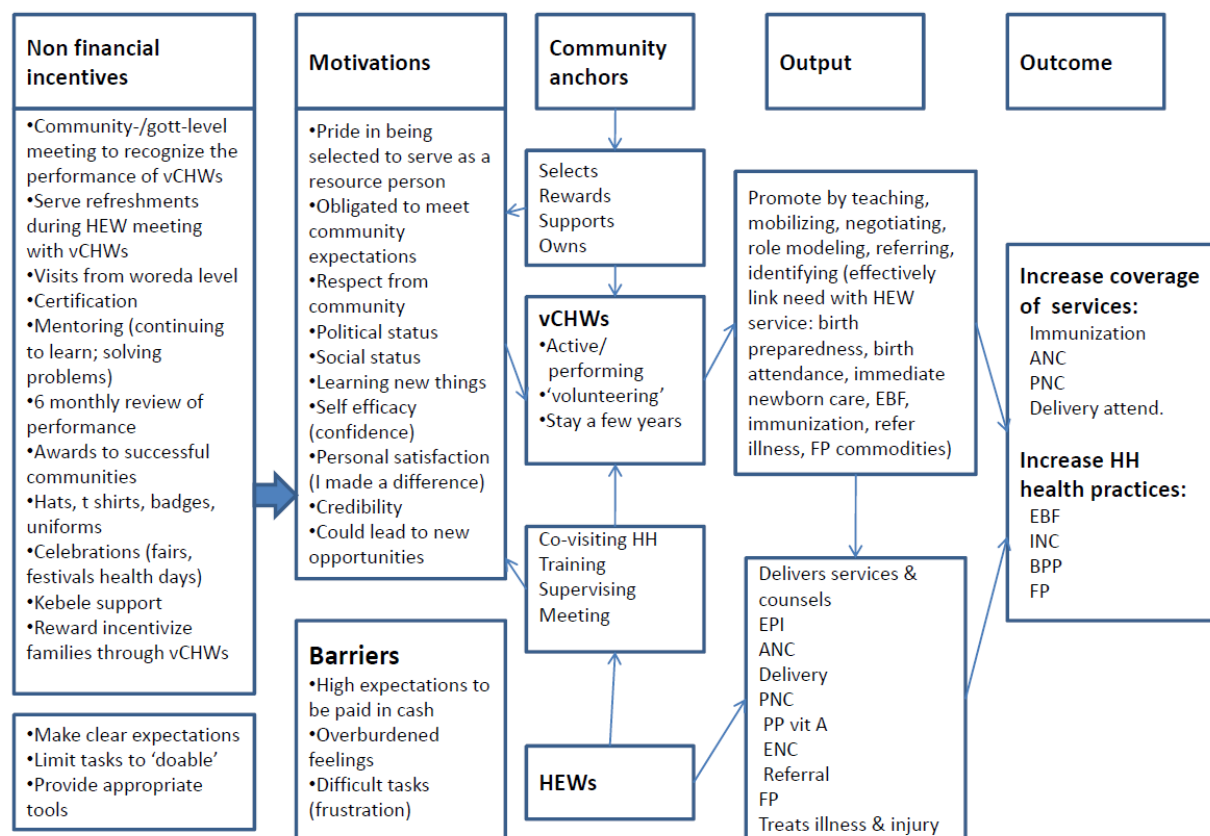 Non financial
incentives
•Community-/gott-level
meeting to recognize the
performance of vCHWs
•Serve refreshments
during HEW meeting
with vCHWs
•Visits from woreda level
•Certification
•Mentoring (continuing
to learn; solving
problems)
•6 monthly review of
performance
•Awards to successful
communities
•Hats, t shirts, badges,
uniforms
•Celebrations (fairs,
festivals health days)
•Kebele support
•Reward incentivize
families through vCHWs
•Make clear expectations
•Limit tasks to ‘doable’
•Provide appropriate
tools
Motivations
•Pride in being
selected to serve as a
resource person
•Obligated to meet
community
expectations
•Respect from
community
•Political status
•Social status
•Learning new things
•Self efficacy
(confidence)
•Personal satisfaction
(I made a difference)
•Credibility
•Could lead to new
opportunities
Barriers
•High expectations to
be paid in cash
•Overburdened
feelings
•Difficult tasks
(frustration)
Community
anchors
Selects
Rewards
Supports
Owns
vCHWs
•Active/
performing
•‘volunteering’
•Stay a few years
Co-visiting HH
Training
Supervising
Meeting
HEWs
Output
Promote by teaching,
mobilizing, negotiating,
role modeling, referring,
identifying (effectively
link need with HEW
service: birth
preparedness, birth
attendance, immediate
newborn care, EBF,
immunization, refer
illness, FP commodities)
Delivers services &
counsels
EPI
ANC
Delivery
PNC
PP vit A
ENC
Referral
FP
Treats illness & injury
Outcome
Increase coverage
of services:
Immunization
ANC
PNC
Delivery attend.
Increase HH
health practices:
EBF
INC
BPP
FP